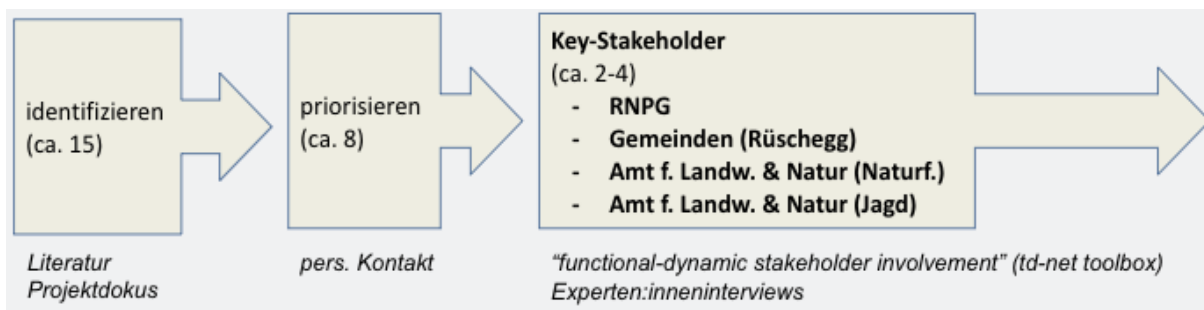 identifizieren
(ca. 15)
priorisieren
(ca. 8)
Key-Stakeholder
(ca. 2-4)
- RNPG
- Gemeinden (Rüschegg)
- Amt f. Landw. & Natur (Naturf.)
- Amt f. Landw. & Natur (Jagd)
Literatur
Projektdokus
pers. Kontakt
“functional-dynamic stakeholder involvement” (td-net toolbox)
Experten:inneninterviews